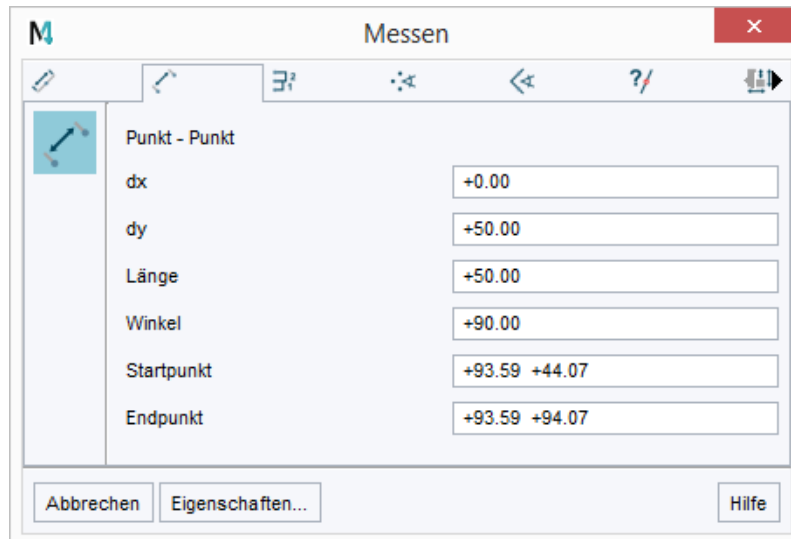 Messen
Punkt - Punkt
dx +0.00
dy +50.00
Länge +50.00
Winkel +90.00
Startpunkt +93.59 +44.07
Endpunkt +93.59 +94.07
Abbrechen Eigenschaften... Hilfe